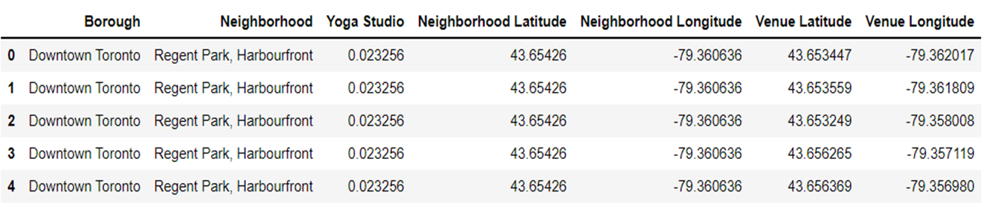 Borough Neighborhood Yoga Studio Neighborhood Latitude Neighborhood Longitude Venue Latitude Venue Longitude
0 Downtown Toronto Regent Park, Harbourfront 0.023256 43.65426 -79.360636 43.653447 -79.362017
1 Downtown Toronto Regent Park, Harbourfront 0.023256 43.65426 -79.360636 43.653559 -79.361809
2 Downtown Toronto Regent Park, Harbourfront 0.023256 43.65426 -79.360636 43.653249 -79.358008
3 Downtown Toronto Regent Park, Harbourfront 0.023256 43.65426 -79.360636 43.656265 -79.357119
4 Downtown Toronto Regent Park, Harbourfront 0.023256 43.65426 -79.360636 43.656369 -79.356980